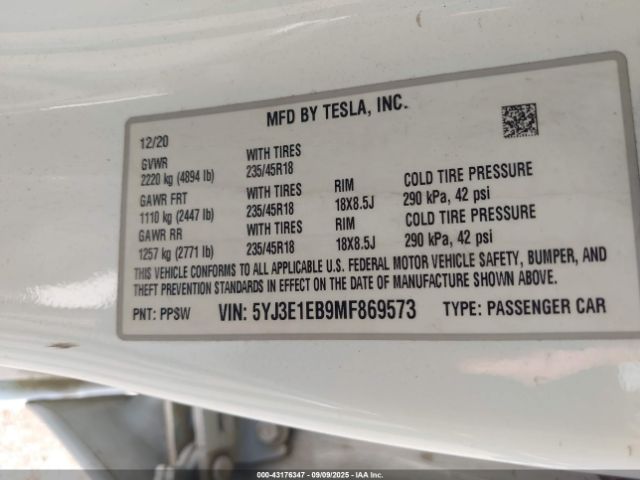 MFD BY TESLA, INC.
12/20
GVWR WITH TIRES
2220 kg (4894 lb) 235/45R18
GAWR FRT WITH TIRES RIM COLD TIRE PRESSURE
1110 kg (2447 lb) 235/45R18 18X8.5J 290 kPa, 42 psi
GAWR RR WITH TIRES RIM COLD TIRE PRESSURE
1257 kg (2771 lb) 235/45R18 18X8.5J 290 kPa, 42 psi
THIS VEHICLE CONFORMS TO ALL APPLICABLE U.S. FEDERAL MOTOR VEHICLE SAFETY, BUMPER, AND
THEFT PREVENTION STANDARDS IN EFFECT ON THE DATE OF MANUFACTURE SHOWN ABOVE.
PNT: PPSW VIN: 5YJ3E1EB9MF869573 TYPE: PASSENGER CAR
000-43176347 - 09/09/2025 - IAA Inc.